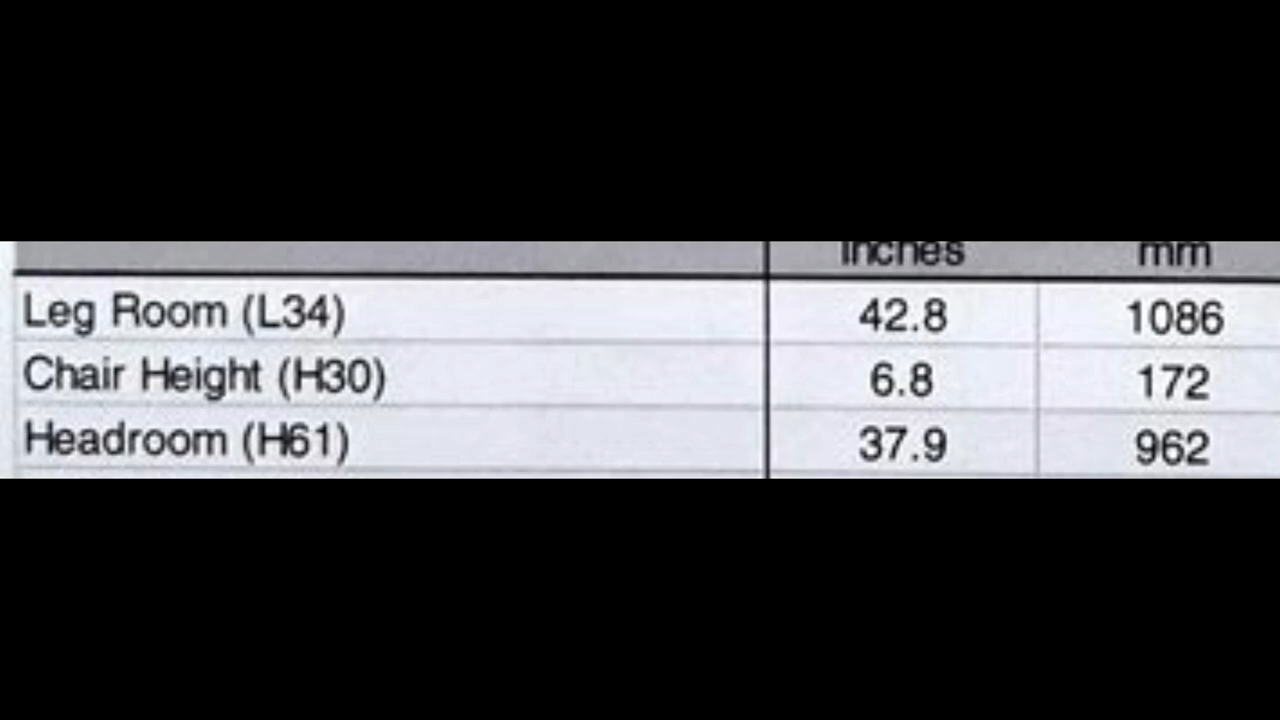 inches mm
Leg Room (L34) 42.8 1086
Chair Height (H30) 6.8 172
Headroom (H61) 37.9 962